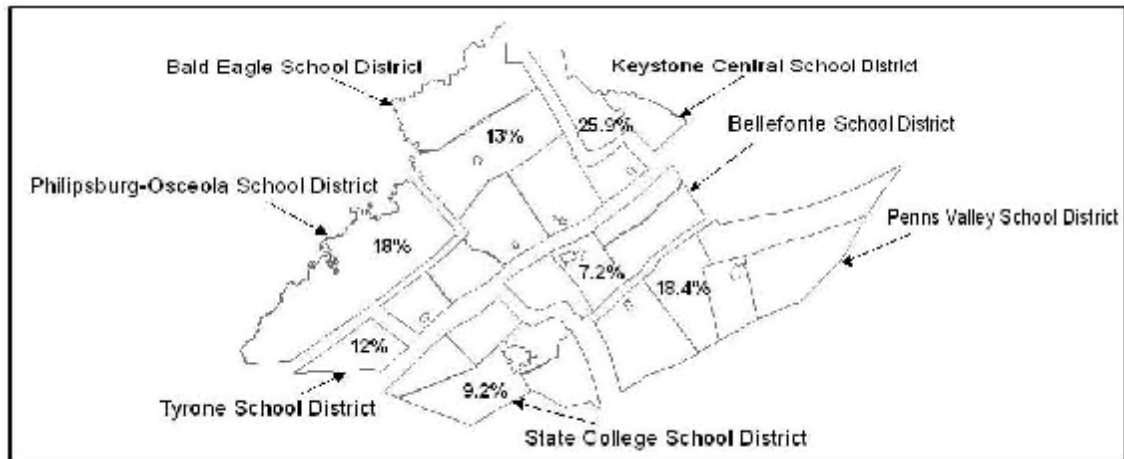 Bald Eagle School District
Keystone Central School District
25.9%
13%
Bellefonte School District
Philipsburg-Osceola School District
Penns Valley School District
18%
7.2%
18.4%
12%
9.2%
Tyrone School District
State College School District